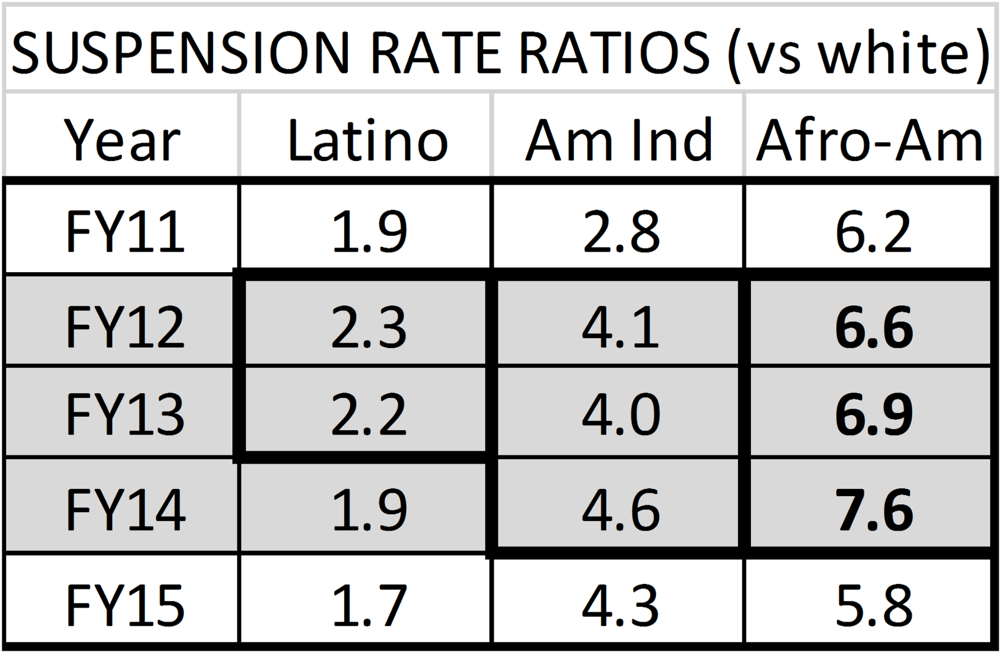 SUSPENSION RATE RATIOS (vs white)
Year Latino Am Ind Afro-Am
FY11 1.9 2.8 6.2
FY12 2.3 4.1 6.6
FY13 2.2 4.0 6.9
FY14 1.9 4.6 7.6
FY15 1.7 4.3 5.8